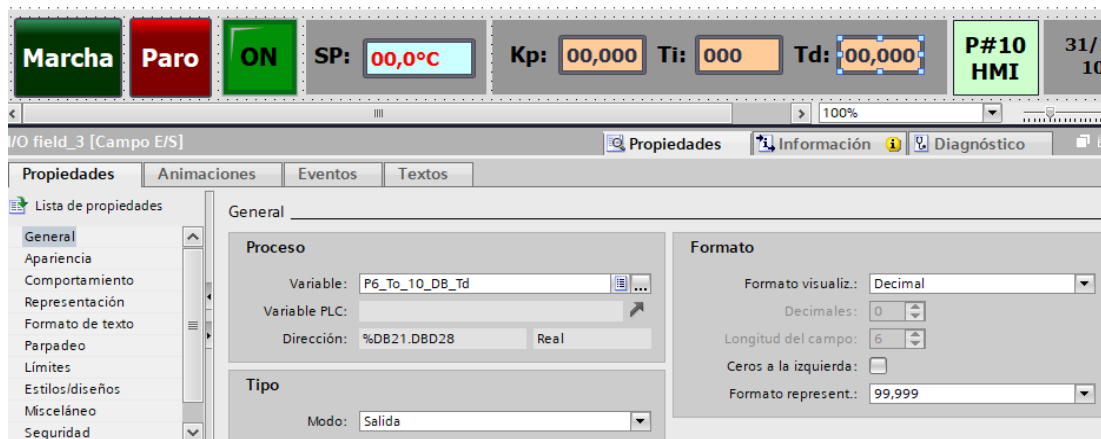 Marcha Paro ON SP: 00,0°C Kp: 00,000 Ti: 000 Td: 00,000 P#10 31/
HMI 10
100%
I/O field_3 [Campo E/S] Propiedades Información Diagnóstico
Propiedades Animaciones Eventos Textos
Lista de propiedades
General
Apariencia
Comportamiento
Representación
Formato de texto
Parpadeo
Límites
Estilos/diseños
Misceláneo
Seguridad
General
Proceso
Variable: P6_To_10_DB_Td ...
Variable PLC:
Dirección: %DB21.DBD28 Real
Tipo
Modo: Salida
Formato
Formato visualiz.: Decimal
Decimales: 0
Longitud del campo: 6
Ceros a la izquierda:
Formato represent.: 99,999